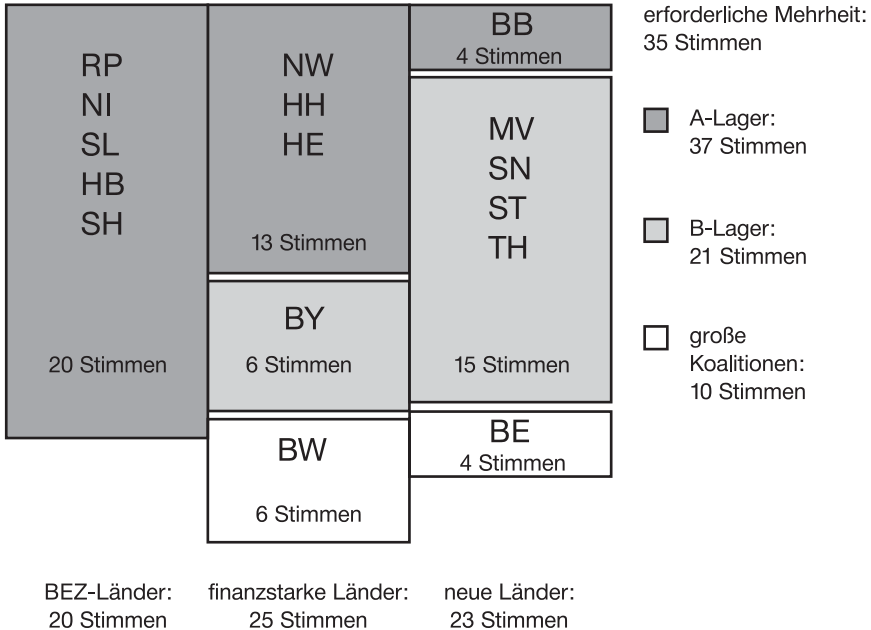 RP
NI
SL
HB
SH
20 Stimmen
NW
HH
HE
13 Stimmen
BY
6 Stimmen
BW
6 Stimmen
BB
4 Stimmen
MV
SN
ST
TH
15 Stimmen
BE
4 Stimmen
erforderliche Mehrheit:
35 Stimmen
A-Lager:
37 Stimmen
B-Lager:
21 Stimmen
große
Koalitionen:
10 Stimmen
BEZ-Länder:
20 Stimmen
finanzstarke Länder:
25 Stimmen
neue Länder:
23 Stimmen